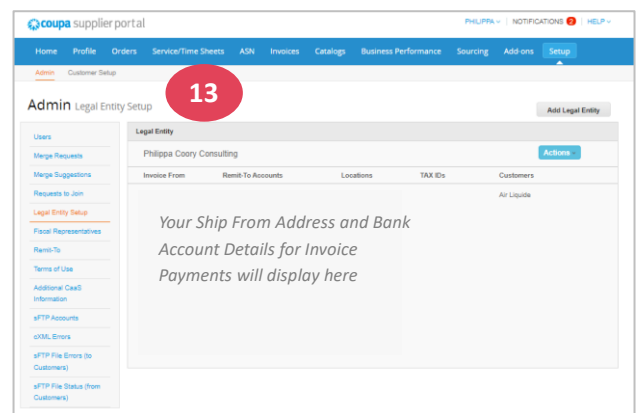 coupa supplier portal
PHILIPPA NOTIFICATIONS 2 HELP
Home Profile Orders Service/Time Sheets ASN Invoices Catalogs Business Performance Sourcing Add-ons Setup
Admin Customer Setup
13
Admin Legal Entity Setup
Add Legal Entity
Users
Merge Requests
Merge Suggestions
Requests to Join
Legal Entity Setup
Fiscal Representatives
Remit-To
Terms of Use
Additional CaaS
Information
sFTP Accounts
cXML Errors
sFTP File Errors (to
Customers)
sFTP File Status (from
Customers)
Legal Entity
Philippa Coory Consulting
Actions
Invoice From Remit-To Accounts Locations TAX IDs Customers
Air Liquide
Your Ship From Address and Bank
Account Details for Invoice
Payments will display here